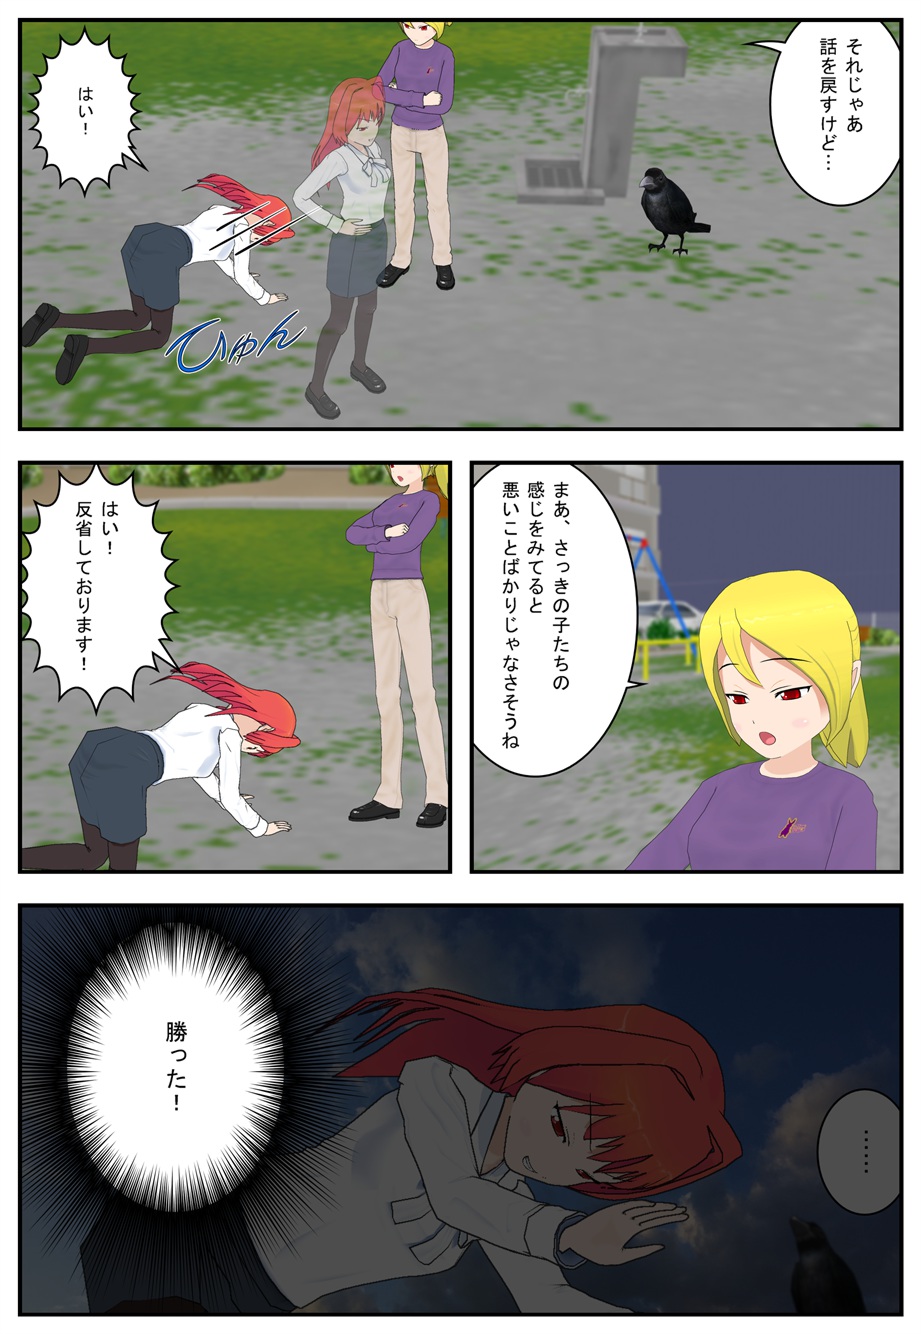 それじゃあ
話を戻すけど…
はい！
ひゅん
まあ、さっきの子たちの
感じをみてると
悪いことばかりじゃなさそうね
はい！
反省しております！
……
勝った！